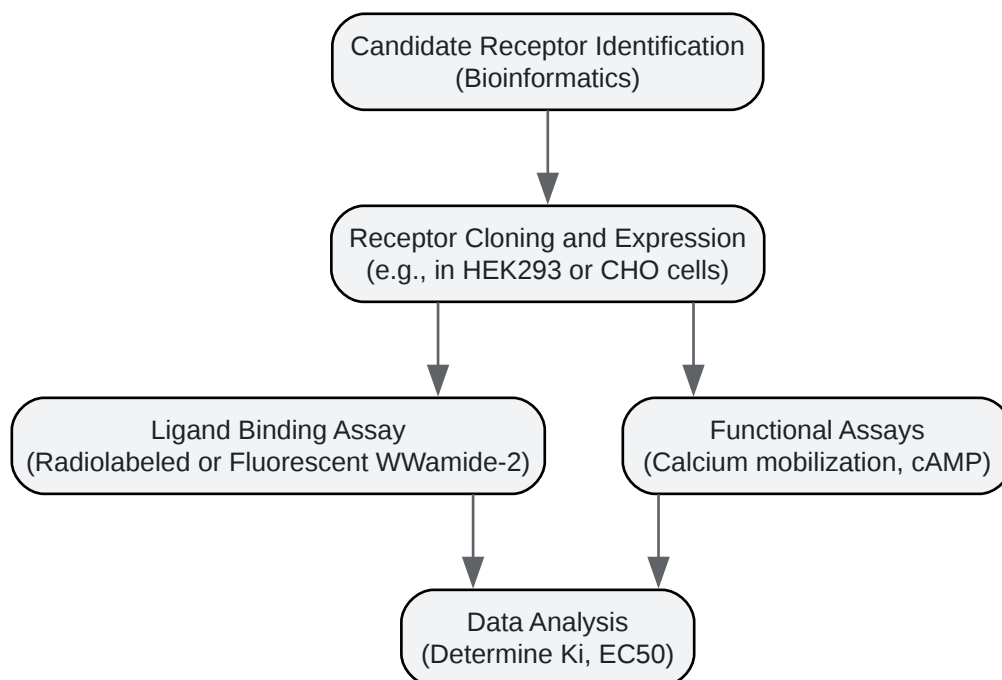 Candidate Receptor Identification
(Bioinformatics)
Receptor Cloning and Expression
(e.g., in HEK293 or CHO cells)
Ligand Binding Assay
(Radiolabeled or Fluorescent WWamide-2)
Functional Assays
(Calcium mobilization, cAMP)
Data Analysis
(Determine Ki, EC50)